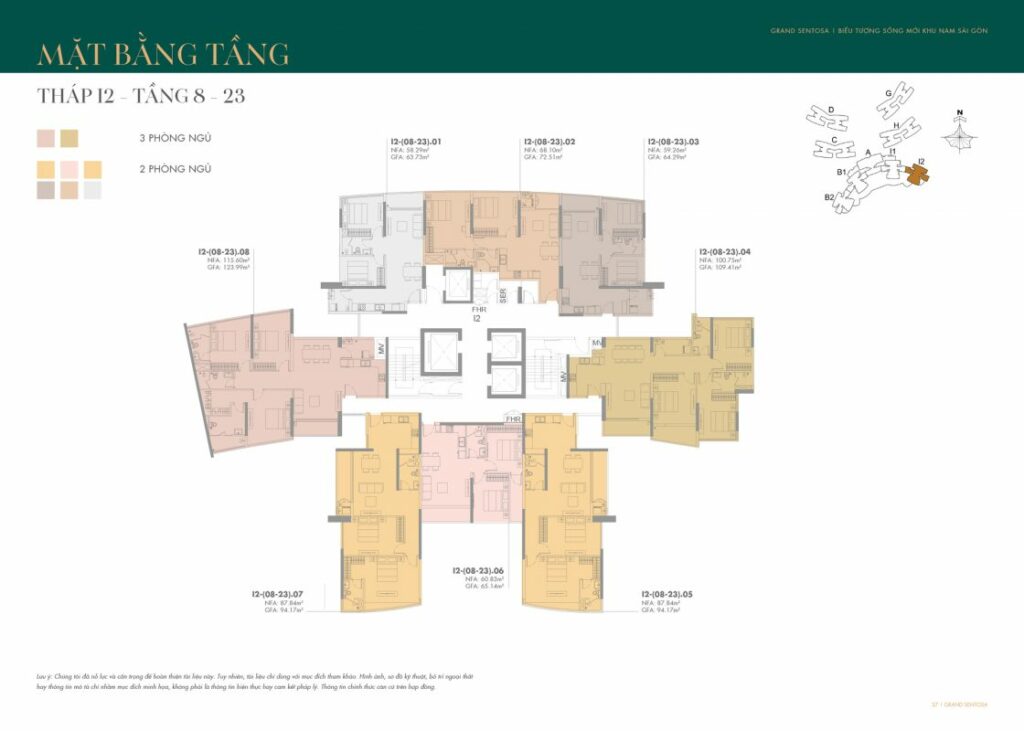 GRAND SENTOSA | BIỂU TƯỢNG SỐNG MỚI KHU NAM SÀI GÒN
MẶT BẰNG TẦNG
THÁP I2 - TẦNG 8 - 23
3 PHÒNG NGỦ
2 PHÒNG NGỦ
G
D
H
C
N
A
I1
I2
B1
B2
I2-(08-23).01
NFA: 58.29m²
GFA: 63.73m²
I2-(08-23).02
NFA: 68.10m²
GFA: 72.51m²
I2-(08-23).03
NFA: 59.26m²
GFA: 64.29m²
I2-(08-23).08
NFA: 115.60m²
GFA: 123.99m²
I2-(08-23).04
NFA: 100.75m²
GFA: 109.41m²
SER
FHR
I2
MV
MV
MV
FHR
I2-(08-23).06
NFA: 60.83m²
GFA: 65.14m²
I2-(08-23).07
NFA: 87.84m²
GFA: 94.17m²
I2-(08-23).05
NFA: 87.84m²
GFA: 94.17m²
Lưu ý: Chúng tôi đã nỗ lực và cẩn trọng để hoàn thiện tài liệu này. Tuy nhiên, tài liệu chỉ dùng với mục đích tham khảo. Hình ảnh, sơ đồ kỹ thuật, bố trí ngoại thất
hay thông tin mô tả chỉ nhằm mục đích minh họa, không phải là thông tin hiện thực hay cam kết pháp lý. Thông tin chính thức căn cứ trên hợp đồng.
57 | GRAND SENTOSA